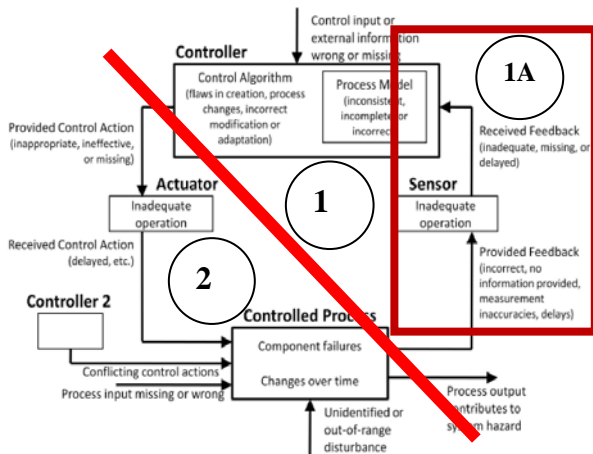 Control input or
external information
wrong or missing
Controller
Control Algorithm
(flaws in creation, process
changes, incorrect
modification or
adaptation)
Process Model
(inconsistent,
incomplete or
incorrect)
1A
Provided Control Action
(inappropriate, ineffective,
or missing)
Received Feedback
(inadequate, missing, or
delayed)
Actuator
Inadequate
operation
1
Sensor
Inadequate
operation
Received Control Action
(delayed, etc.)
2
Provided Feedback
(incorrect, no
information provided,
measurement
inaccuracies, delays)
Controller 2
Controlled Process
Component failures
Changes over time
Conflicting control actions
Process input missing or wrong
Process output
contributes to
system hazard
Unidentified or
out-of-range
disturbance